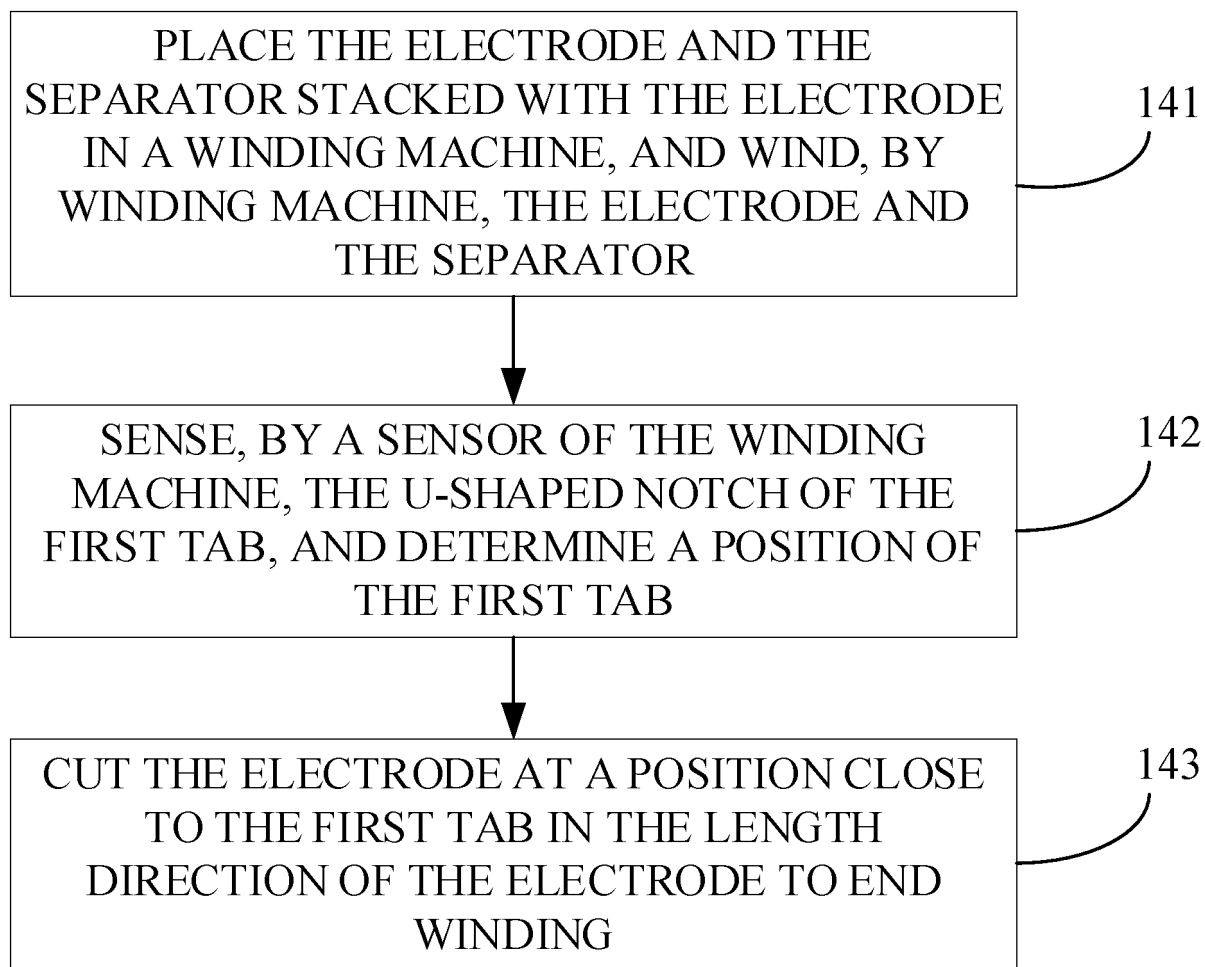 PLACE THE ELECTRODE AND THE
SEPARATOR STACKED WITH THE ELECTRODE
IN A WINDING MACHINE, AND WIND, BY
WINDING MACHINE, THE ELECTRODE AND
THE SEPARATOR
141
SENSE, BY A SENSOR OF THE WINDING
MACHINE, THE U-SHAPED NOTCH OF THE
FIRST TAB, AND DETERMINE A POSITION OF
THE FIRST TAB
142
CUT THE ELECTRODE AT A POSITION CLOSE
TO THE FIRST TAB IN THE LENGTH
DIRECTION OF THE ELECTRODE TO END
WINDING
143